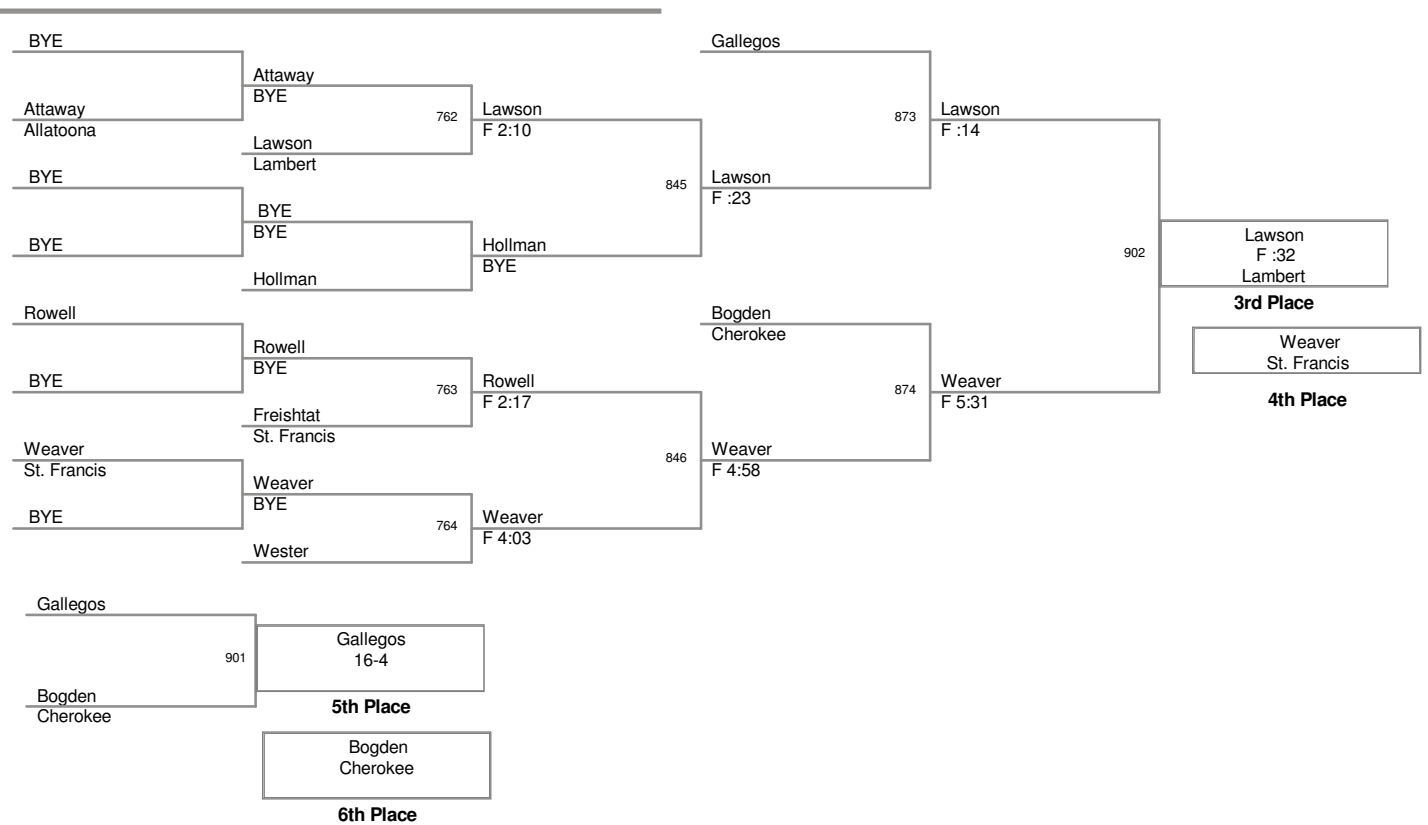 BYE
Attaway
Allatoona
BYE
BYE
Rowell
BYE
Weaver
St. Francis
BYE
Attaway
BYE
762
Lawson
Lambert
BYE
BYE
Hollman
Rowell
BYE
763
Freishtat
St. Francis
Weaver
BYE
764
Wester
Lawson
F 2:10
845
Hollman
BYE
Rowell
F 2:17
846
Weaver
F 4:03
Gallegos
873
Lawson
F :23
Bogden
Cherokee
874
Weaver
F 4:58
Lawson
F :14
902
Weaver
F 5:31
Lawson
F :32
Lambert
3rd Place
Weaver
St. Francis
4th Place
Gallegos
901
Bogden
Cherokee
Gallegos
16-4
5th Place
Bogden
Cherokee
6th Place